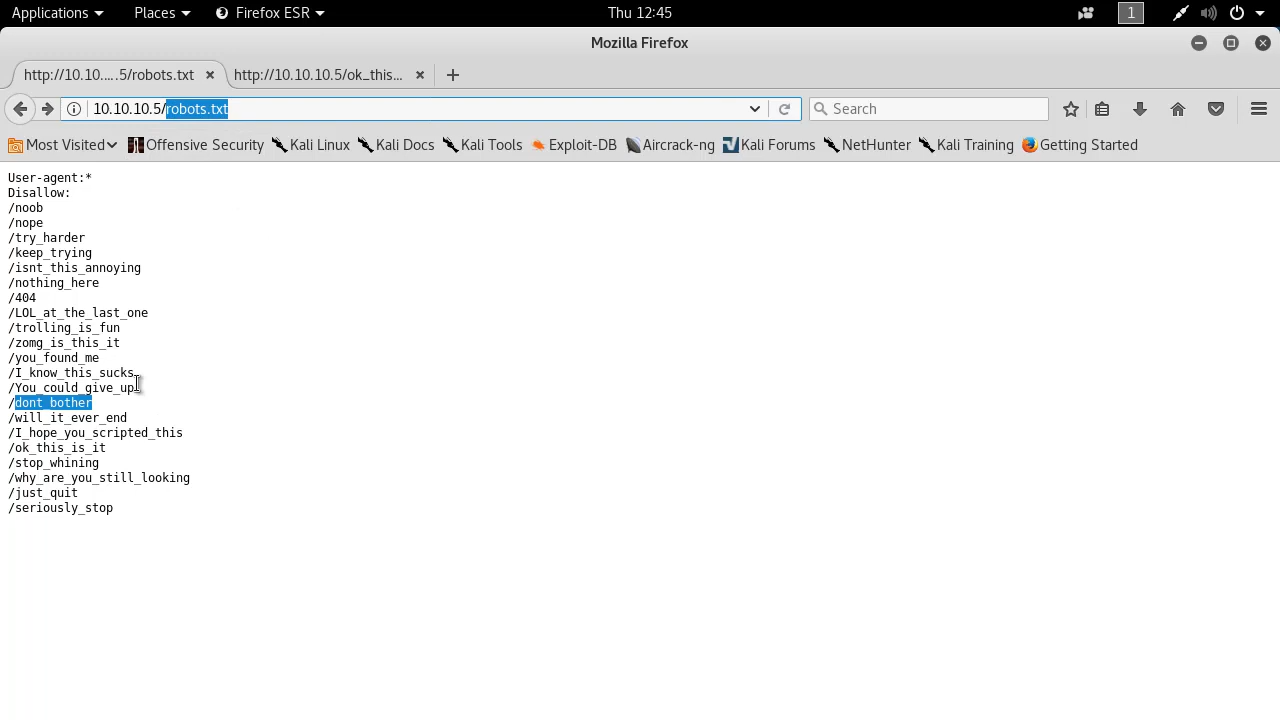 Applications Places Firefox ESR Thu 12:45 1
Mozilla Firefox
http://10.10.....5/robots.txt × http://10.10.10.5/ok_this... × +
10.10.10.5/robots.txt Search
Most Visited Offensive Security Kali Linux Kali Docs Kali Tools Exploit-DB Aircrack-ng Kali Forums NetHunter Kali Training Getting Started
User-agent:*
Disallow:
/noob
/nope
/try_harder
/keep_trying
/isnt_this_annoying
/nothing_here
/404
/LOL_at_the_last_one
/trolling_is_fun
/zomg_is_this_it
/you_found_me
/I_know_this_sucks
/You_could_give_up
/dont_bother
/will_it_ever_end
/I_hope_you_scripted_this
/ok_this_is_it
/stop_whining
/why_are_you_still_looking
/just_quit
/seriously_stop